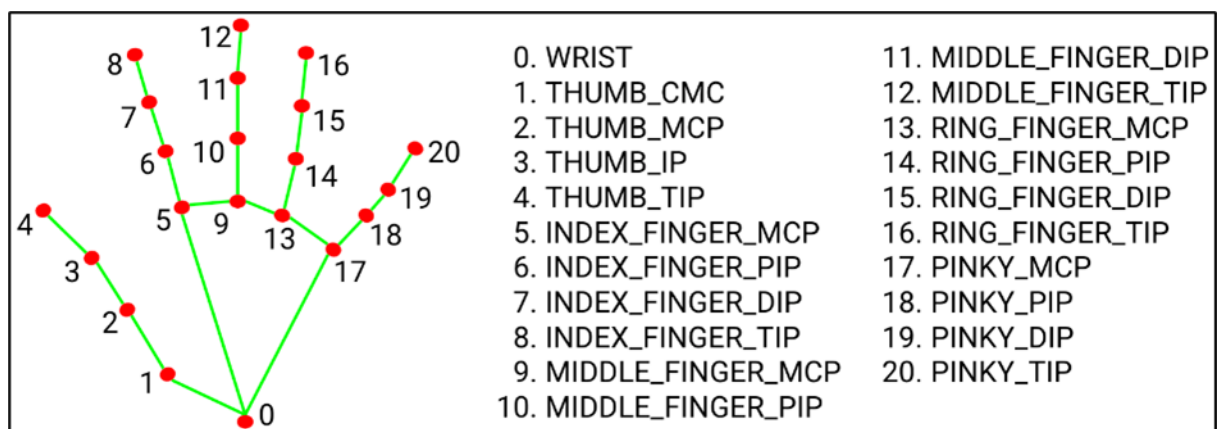 12
8
16
11
7
15
10
20
6
14
19
4
5
9
13
18
3
17
2
1
0
0. WRIST
1. THUMB_CMC
2. THUMB_MCP
3. THUMB_IP
4. THUMB_TIP
5. INDEX_FINGER_MCP
6. INDEX_FINGER_PIP
7. INDEX_FINGER_DIP
8. INDEX_FINGER_TIP
9. MIDDLE_FINGER_MCP
10. MIDDLE_FINGER_PIP
11. MIDDLE_FINGER_DIP
12. MIDDLE_FINGER_TIP
13. RING_FINGER_MCP
14. RING_FINGER_PIP
15. RING_FINGER_DIP
16. RING_FINGER_TIP
17. PINKY_MCP
18. PINKY_PIP
19. PINKY_DIP
20. PINKY_TIP